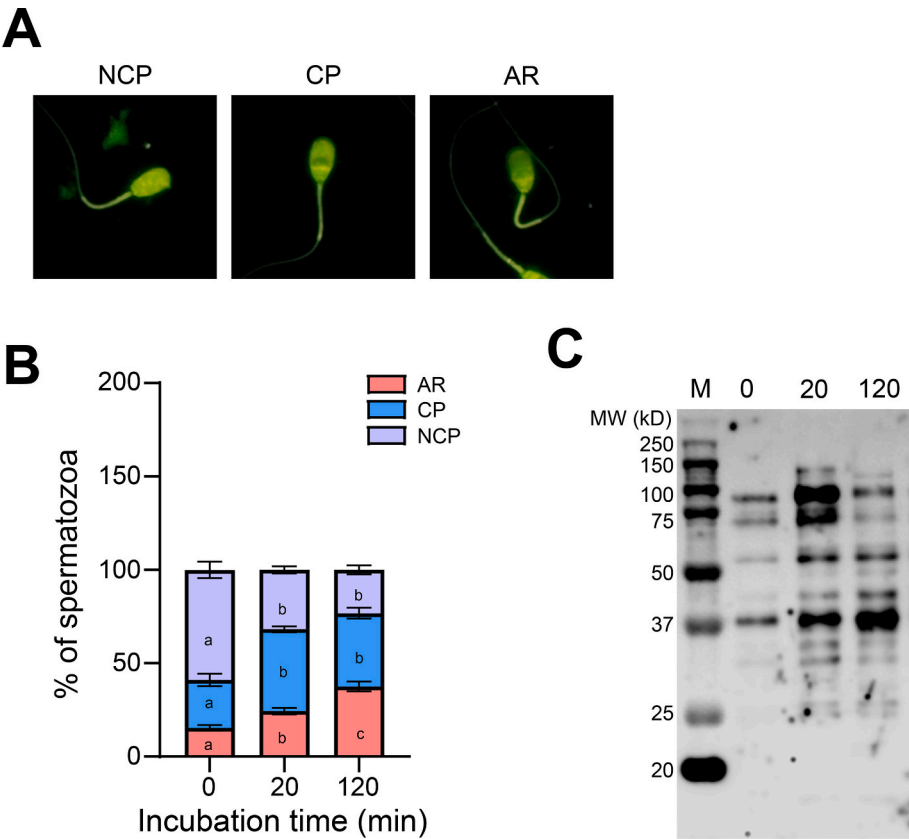 A
NCP CP AR
B
% of spermatozoa
200
150
100
50
0
AR
CP
NCP
a b b
a b b
a b c
0 20 120
Incubation time (min)
C
M 0 20 120
MW (kD)
250
150
100
75
50
37
25
20